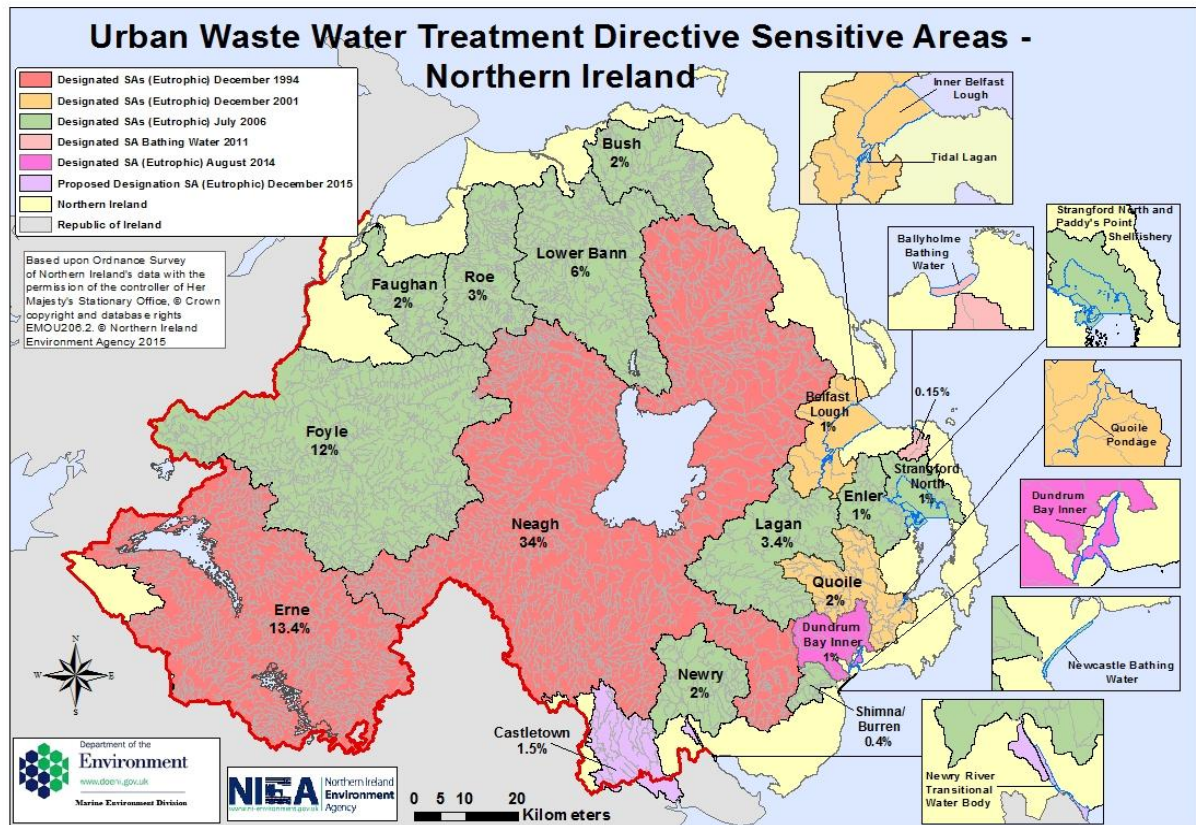 Urban Waste Water Treatment Directive Sensitive Areas -
Northern Ireland
Designated SAs (Eutrophic) December 1994
Designated SAs (Eutrophic) December 2001
Designated SAs (Eutrophic) July 2006
Designated SA Bathing Water 2011
Designated SA (Eutrophic) August 2014
Proposed Designation SA (Eutrophic) December 2015
Northern Ireland
Republic of Ireland
Based upon Ordnance Survey
of Northern Ireland's data with the
permission of the controller of Her
Majesty's Stationary Office, © Crown
copyright and database rights
EMOU206.2. © Northern Ireland
Environment Agency 2015
Inner Belfast
Lough
Tidal Lagan
Bush
2%
Strangford North and
Paddy's Point
Shellfishery
Ballyholme
Bathing
Water
Lower Bann
6%
Roe
3%
Faughan
2%
Belfast
Lough
1%
0.15%
Quoile
Pondage
Foyle
12%
Strangford
North
1%
Enler
1%
Neagh
34%
Lagan
3.4%
Dundrum
Bay Inner
Quoile
2%
Erne
13.4%
Dundrum
Bay Inner
1%
Newcastle Bathing
Water
Newry
2%
Shimna/
Burren
0.4%
Castletown
1.5%
Newry River
Transitional
Water Body
N
W
E
S
Department of the
Environment
www.doeni.gov.uk
Marine Environment Division
NIEA
Northern Ireland
Environment
Agency
www.ni-environment.gov.uk
0 5 10 20
Kilometers